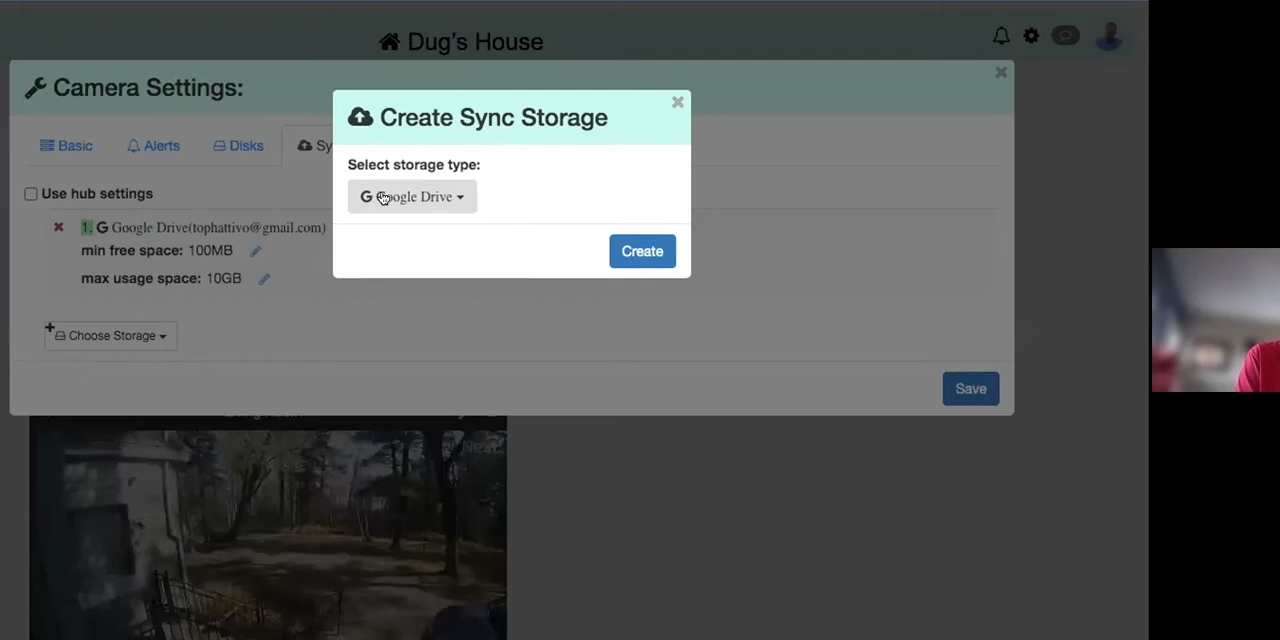 Dug's House
Camera Settings:
Create Sync Storage
Basic
Alerts
Disks
Sy
Select storage type:
Google Drive
Use hub settings
1. Google Drive(tophattivo@gmail.com)
min free space: 100MB
Create
max usage space: 10GB
Choose Storage
Save